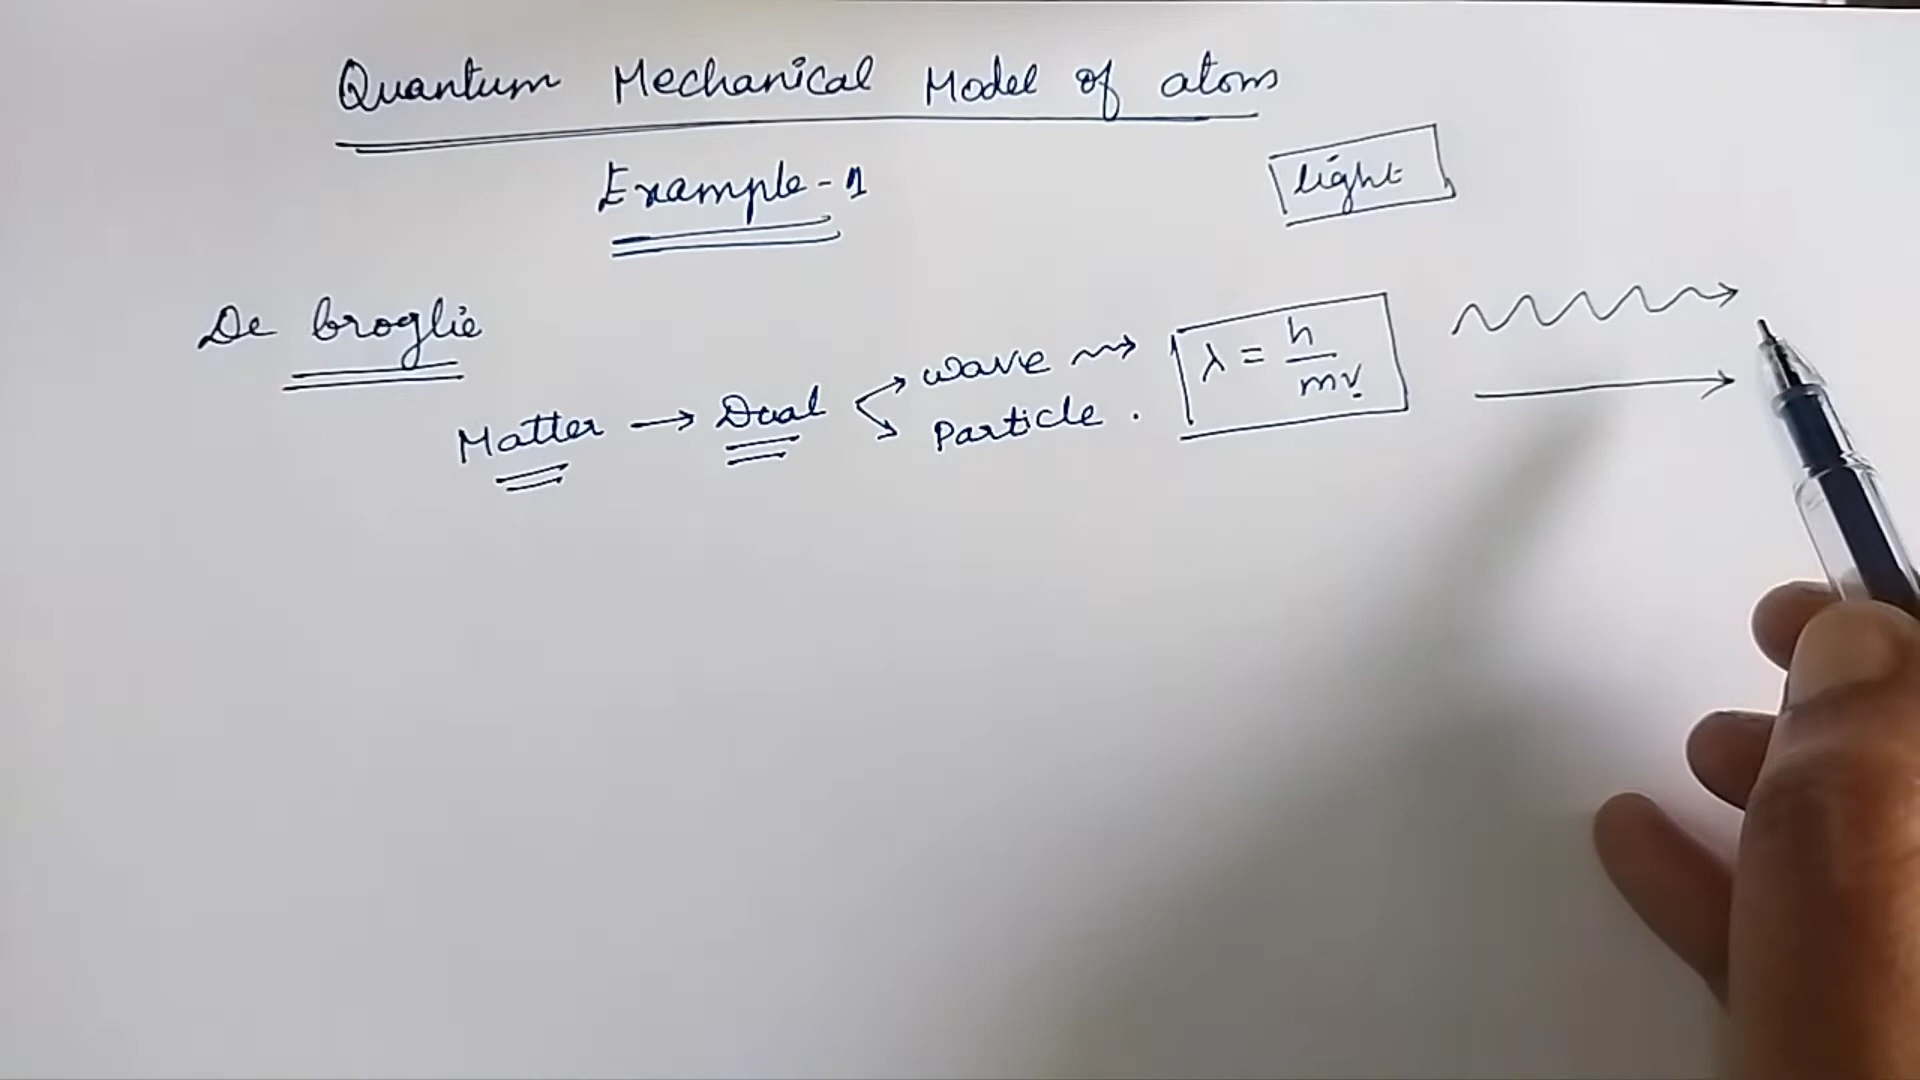 Quantum Mechanical Model of atoms
Example-1
light
De broglie
wave
λ = h/mv
Matter → Dual
Particle.